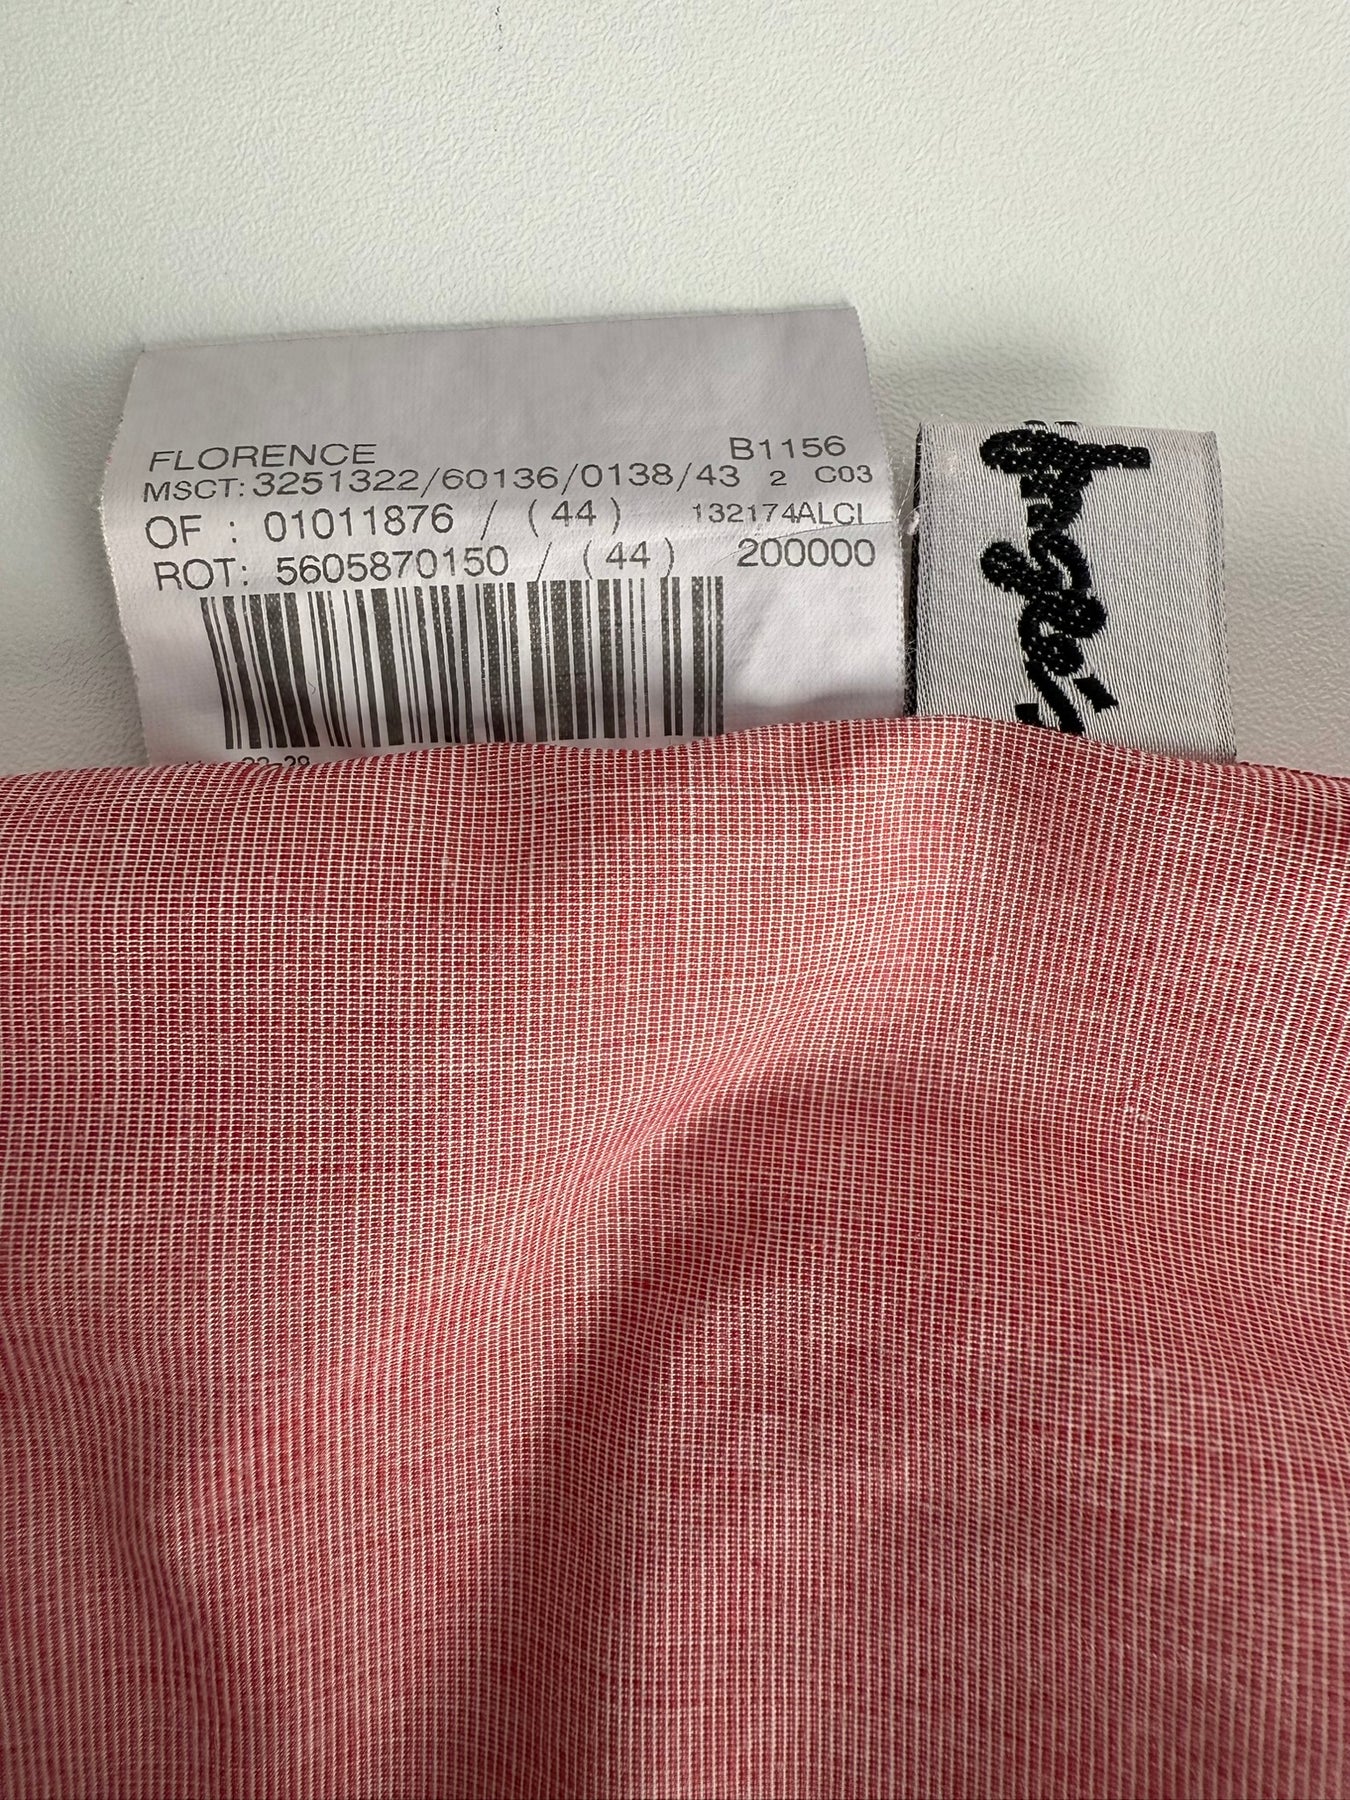 FLORENCE B1156
MSCT: 3251322/60136/0138/43 2 C03
OF : 01011876 / (44) 132174ALCI
ROT: 5605870150 / (44) 200000